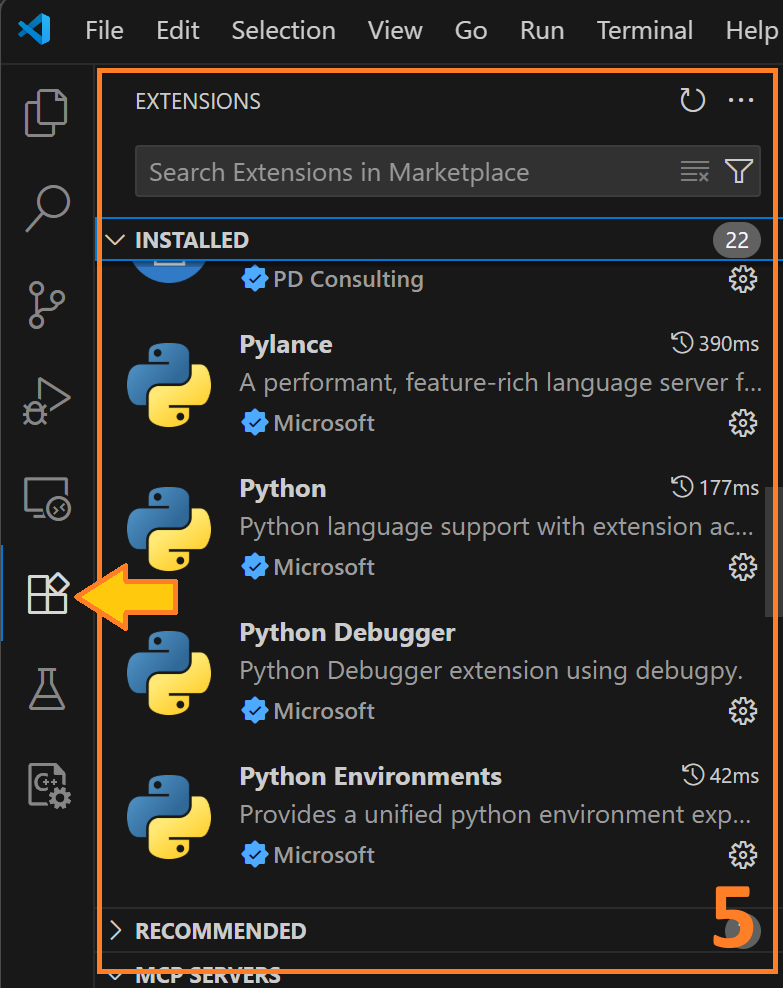 File Edit Selection View Go Run Terminal Help
EXTENSIONS
Search Extensions in Marketplace
INSTALLED 22
PD Consulting
Pylance 390ms
A performant, feature-rich language server f...
Microsoft
Python 177ms
Python language support with extension ac...
Microsoft
Python Debugger
Python Debugger extension using debugpy.
Microsoft
Python Environments 42ms
Provides a unified python environment exp...
Microsoft
RECOMMENDED
5
MCP SERVERS
C++